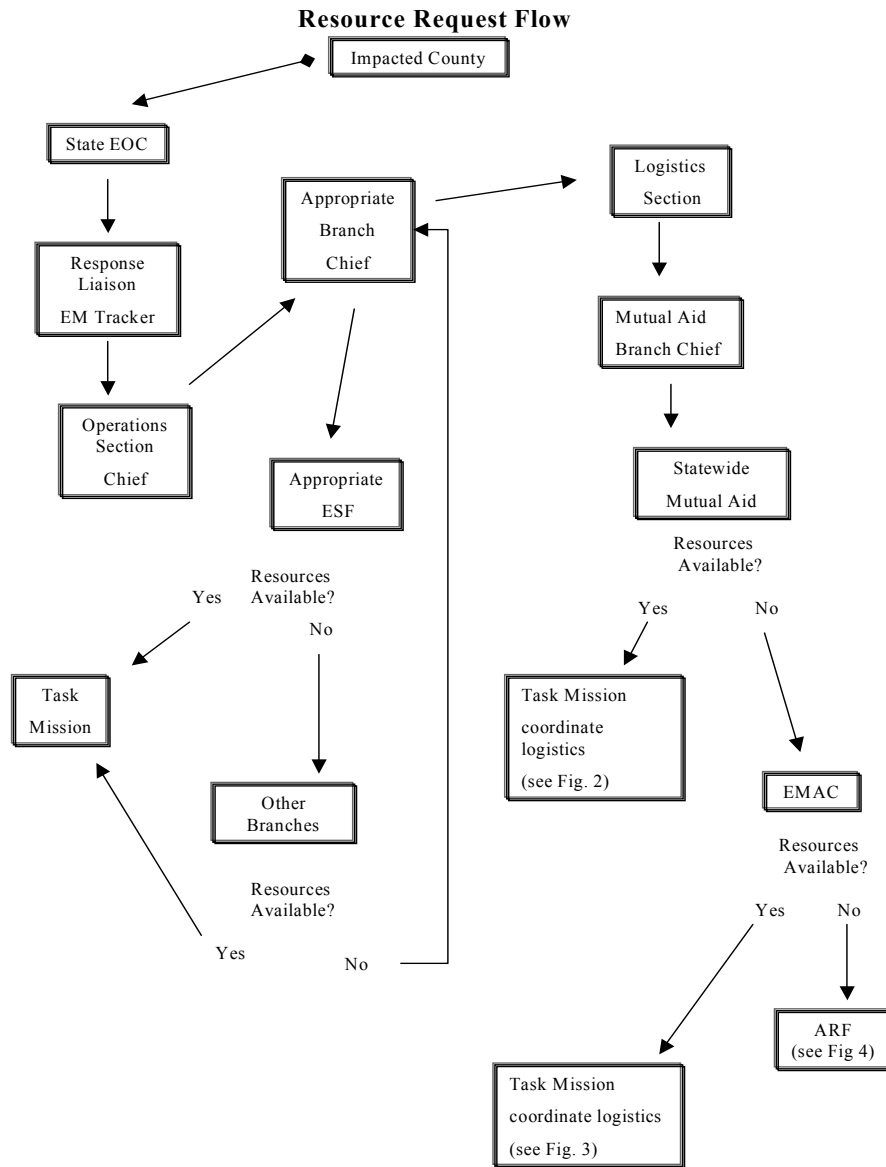 Resource Request Flow
Impacted County
State EOC
Response
Liaison
EM Tracker
Operations
Section
Chief
Appropriate
Branch
Chief
Appropriate
ESF
Resources
Available?
Yes
No
Task
Mission
Other
Branches
Resources
Available?
Yes
No
Logistics
Section
Mutual Aid
Branch Chief
Statewide
Mutual Aid
Resources
Available?
Yes
No
Task Mission
coordinate
logistics
(see Fig. 2)
EMAC
Resources
Available?
Yes
No
ARF
(see Fig 4)
Task Mission
coordinate logistics
(see Fig. 3)